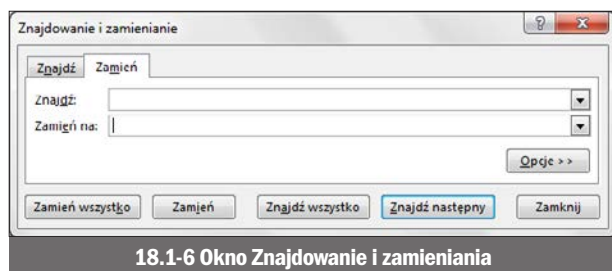 Znajdowanie i zamienianie
Znajdź Zamień
Znajdź:
Zamień na:
Opcje >>
Zamień wszystko Zamień Znajdź wszystko Znajdź następny Zamknij
18.1-6 Okno Znajdowanie i zamieniania